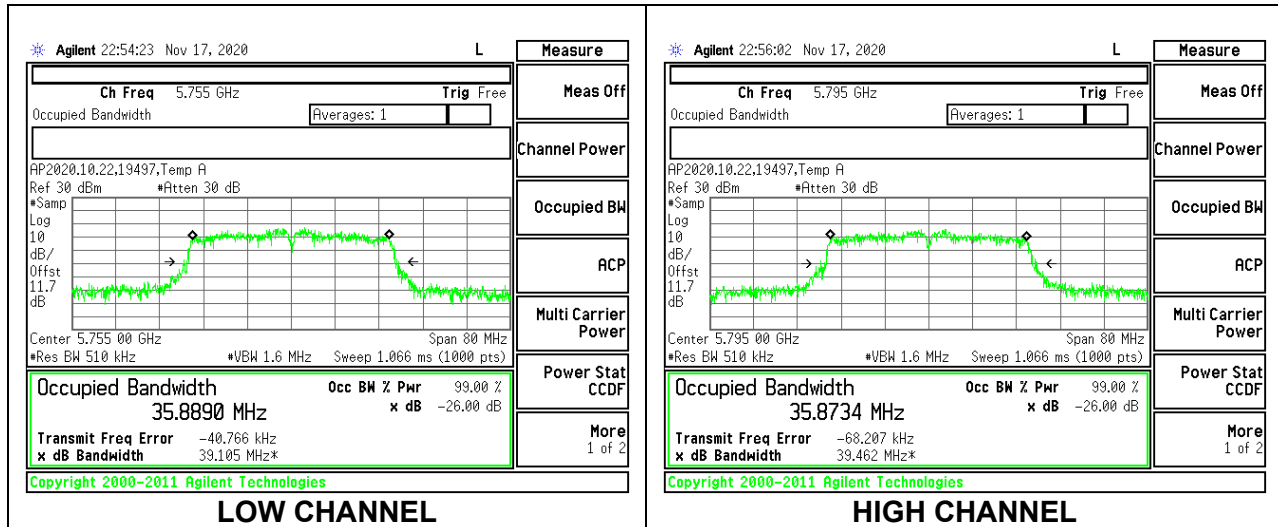 Agilent 22:54:23 Nov 17, 2020 L Measure
Ch Freq 5.755 GHz Trig Free
Occupied Bandwidth Averages: 1
AP2020.10.22,19497,Temp A
Ref 30 dBm #Atten 30 dB
#Samp
Log
10
dB/
Offst
11.7
dB
Center 5.755 00 GHz Span 80 MHz
#Res BW 510 kHz #VBW 1.6 MHz Sweep 1.066 ms (1000 pts)
Occupied Bandwidth Occ BW % Pwr 99.00 %
35.8890 MHz x dB -26.00 dB
Transmit Freq Error -40.766 kHz
x dB Bandwidth 39.105 MHz*
Copyright 2000-2011 Agilent Technologies
Meas Off
Channel Power
Occupied BW
ACP
Multi Carrier
Power
Power Stat
CCDF
More
1 of 2
LOW CHANNEL
Agilent 22:56:02 Nov 17, 2020 L Measure
Ch Freq 5.795 GHz Trig Free
Occupied Bandwidth Averages: 1
AP2020.10.22,19497,Temp A
Ref 30 dBm #Atten 30 dB
#Samp
Log
10
dB/
Offst
11.7
dB
Center 5.795 00 GHz Span 80 MHz
#Res BW 510 kHz #VBW 1.6 MHz Sweep 1.066 ms (1000 pts)
Occupied Bandwidth Occ BW % Pwr 99.00 %
35.8734 MHz x dB -26.00 dB
Transmit Freq Error -68.207 kHz
x dB Bandwidth 39.462 MHz*
Copyright 2000-2011 Agilent Technologies
Meas Off
Channel Power
Occupied BW
ACP
Multi Carrier
Power
Power Stat
CCDF
More
1 of 2
HIGH CHANNEL